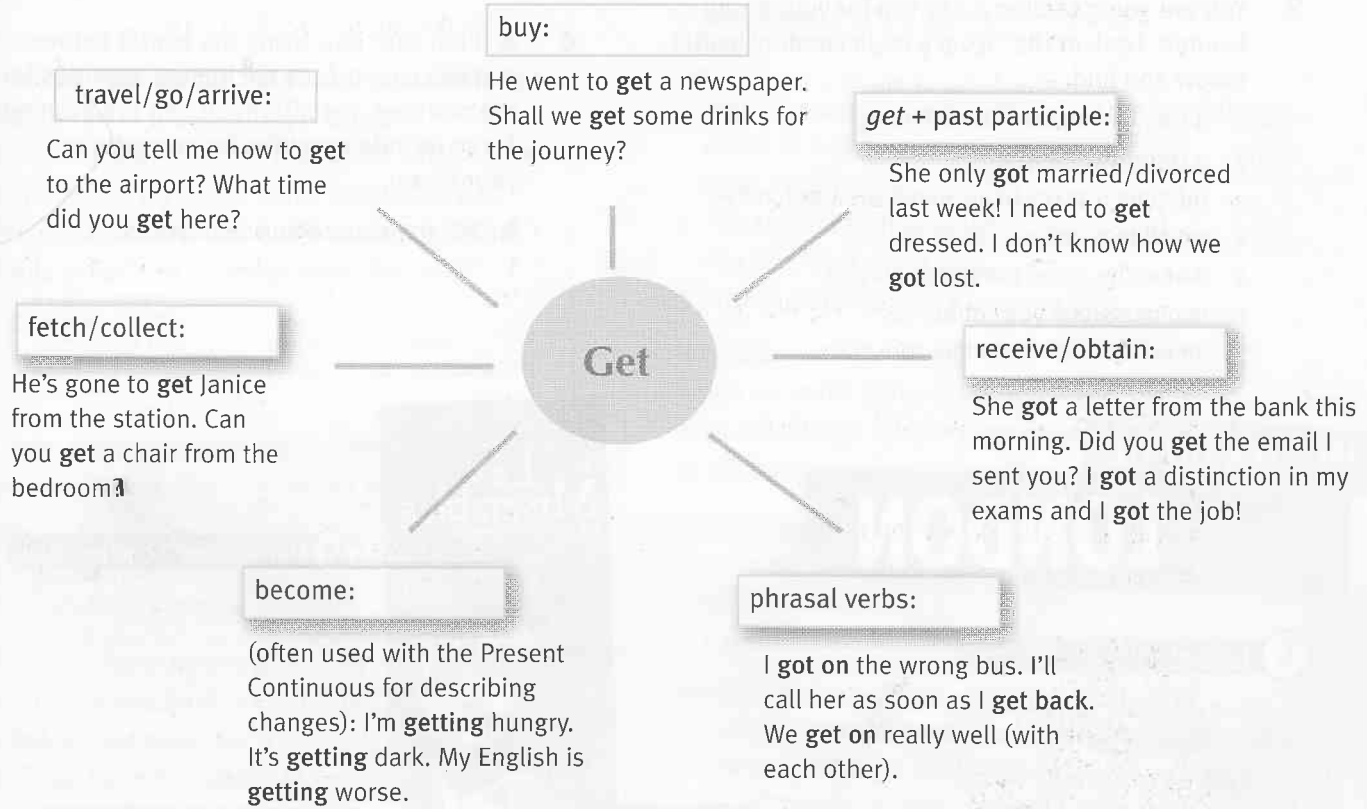 buy:
He went to get a newspaper.
Shall we get some drinks for
the journey?
travel/go/arrive:
Can you tell me how to get
to the airport? What time
did you get here?
get + past participle:
She only got married/divorced
last week! I need to get
dressed. I don't know how we
got lost.
fetch/collect:
He's gone to get Janice
from the station. Can
you get a chair from the
bedroom?
Get
receive/obtain:
She got a letter from the bank this
morning. Did you get the email I
sent you? I got a distinction in my
exams and I got the job!
become:
(often used with the Present
Continuous for describing
changes): I'm getting hungry.
It's getting dark. My English is
getting worse.
phrasal verbs:
I got on the wrong bus. I'll
call her as soon as I get back.
We get on really well (with
each other).